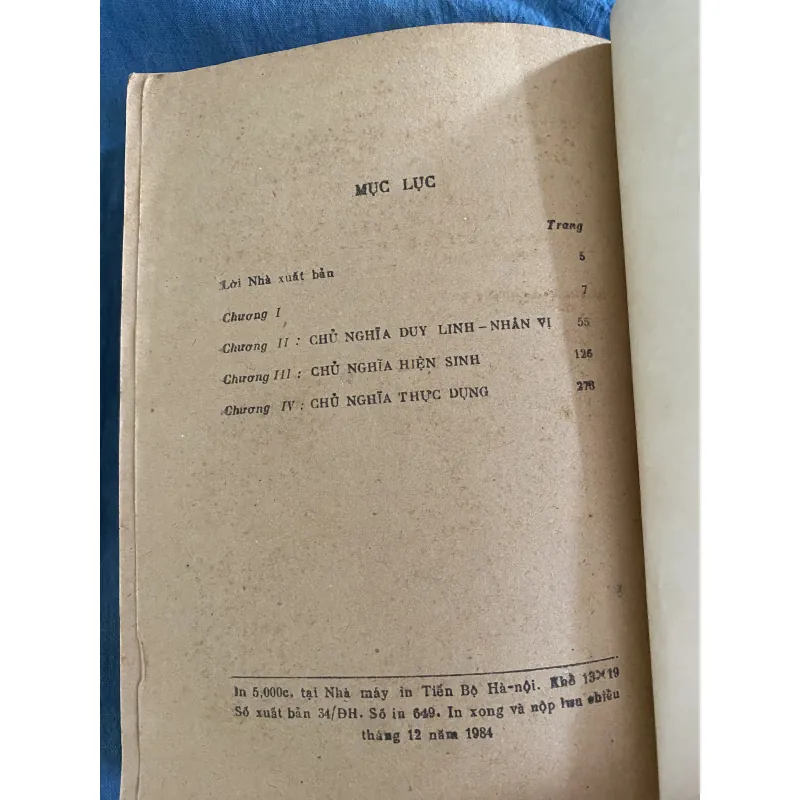 MỤC LỤC
Trang
Lời Nhà xuất bản 5
Chương I 7
Chương II : CHỦ NGHĨA DUY LINH – NHÂN VỊ 55
Chương III : CHỦ NGHĨA HIỆN SINH 126
Chương IV : CHỦ NGHĨA THỰC DỤNG 278
In 5,000c. tại Nhà máy in Tiến Bộ Hà-nội. Khổ 13×19
Số xuất bản 34/ĐH. Số in 649. In xong và nộp lưu chiểu
tháng 12 năm 1984